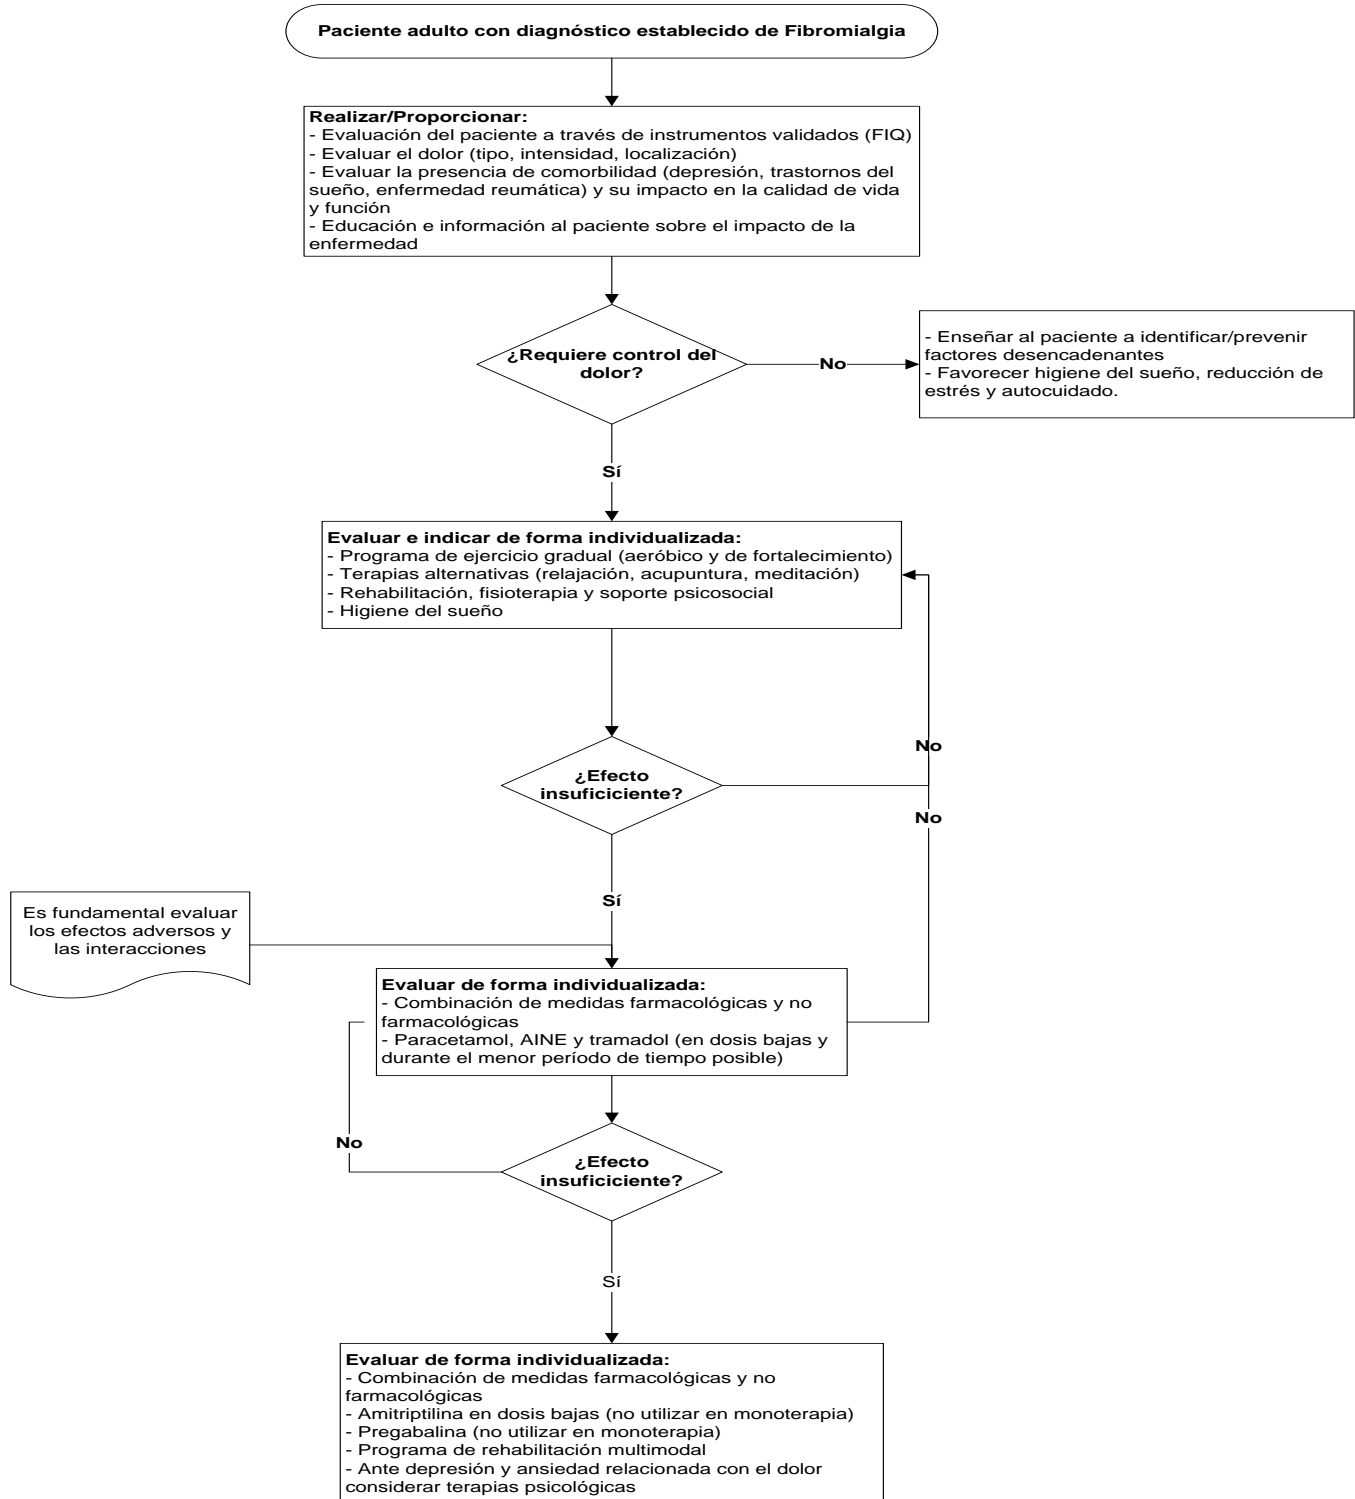 Paciente adulto con diagnóstico establecido de Fibromialgia
Realizar/Proporcionar:
- Evaluación del paciente a través de instrumentos validados (FIQ)
- Evaluar el dolor (tipo, intensidad, localización)
- Evaluar la presencia de comorbilidad (depresión, trastornos del
sueño, enfermedad reumática) y su impacto en la calidad de vida
y función
- Educación e información al paciente sobre el impacto de la
enfermedad
¿Requiere control del
dolor?
No
- Enseñar al paciente a identificar/prevenir
factores desencadenantes
- Favorecer higiene del sueño, reducción de
estrés y autocuidado.
Sí
Evaluar e indicar de forma individualizada:
- Programa de ejercicio gradual (aeróbico y de fortalecimiento)
- Terapias alternativas (relajación, acupuntura, meditación)
- Rehabilitación, fisioterapia y soporte psicosocial
- Higiene del sueño
No
¿Efecto
insuficiciente?
No
Sí
Es fundamental evaluar
los efectos adversos y
las interacciones
Evaluar de forma individualizada:
- Combinación de medidas farmacológicas y no
farmacológicas
- Paracetamol, AINE y tramadol (en dosis bajas y
durante el menor período de tiempo posible)
No
¿Efecto
insuficiciente?
Sí
Evaluar de forma individualizada:
- Combinación de medidas farmacológicas y no
farmacológicas
- Amitriptilina en dosis bajas (no utilizar en monoterapia)
- Pregabalina (no utilizar en monoterapia)
- Programa de rehabilitación multimodal
- Ante depresión y ansiedad relacionada con el dolor
considerar terapias psicológicas